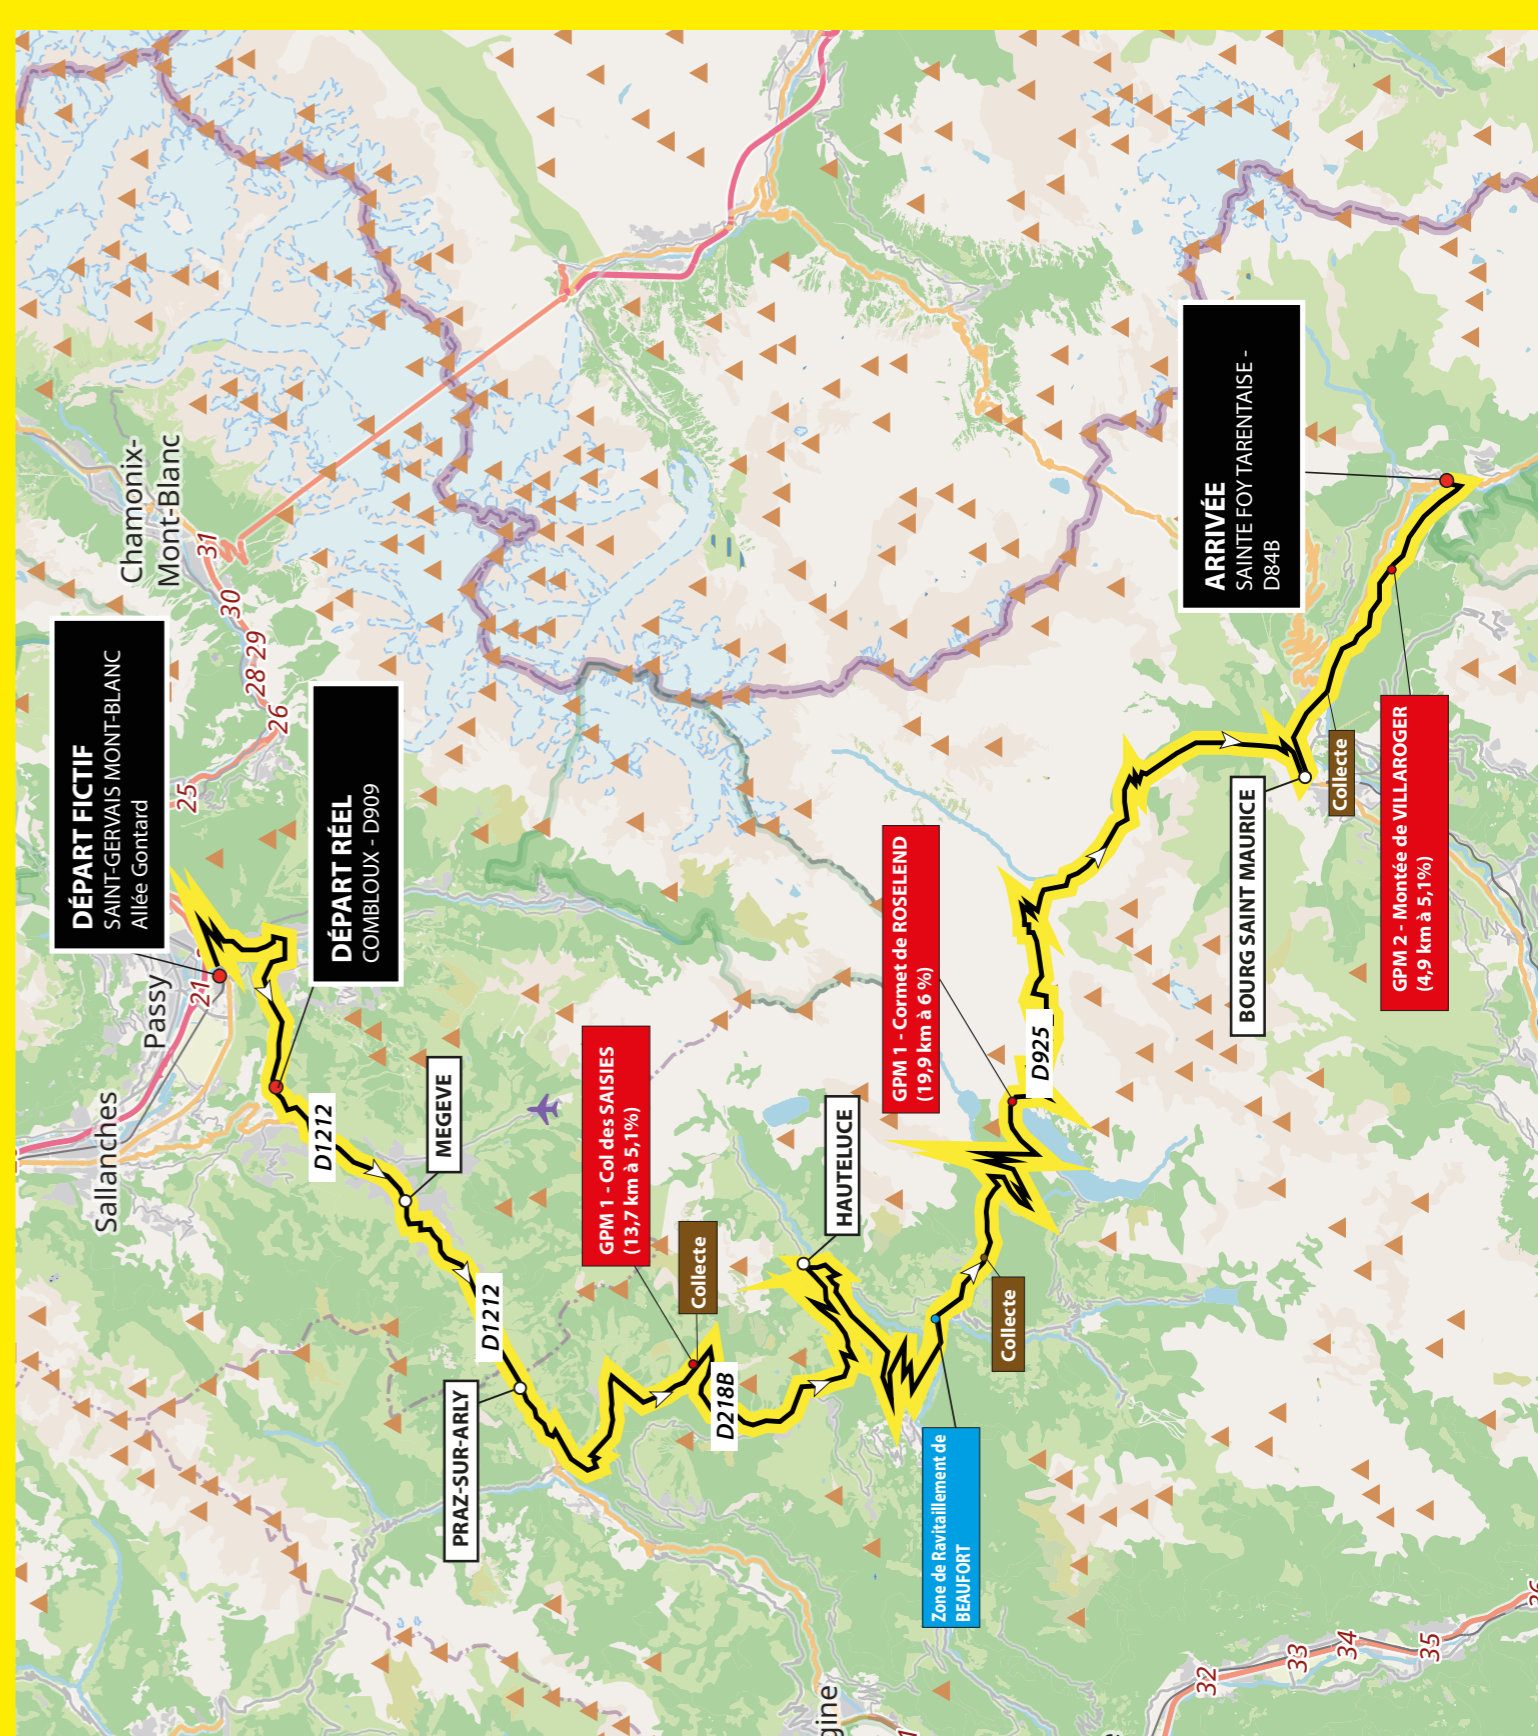 Chamonix-
Mont-Blanc
31
30
29
28
26
25
21
DÉPART FICTIF
SAINT-GERVAIS MONT-BLANC
Allée Gontard
DÉPART RÉEL
COMBLOUX - D909
Passy
Sallanches
D1212
MEGEVE
D1212
PRAZ-SUR-ARLY
GPM 1 - Col des SAISIES
(13,7 km à 5,1%)
Collecte
D218B
HAUTELUCE
Zone de Ravitaillement de
BEAUFORT
Collecte
GPM 1 - Cormet de ROSELEND
(19,9 km à 6 %)
D925
BOURG SAINT MAURICE
Collecte
GPM 2 - Montée de VILLAROGER
(4,9 km à 5,1%)
ARRIVÉE
SAINTE FOY TARENTAISE -
D84B
gine
32
33
34
35